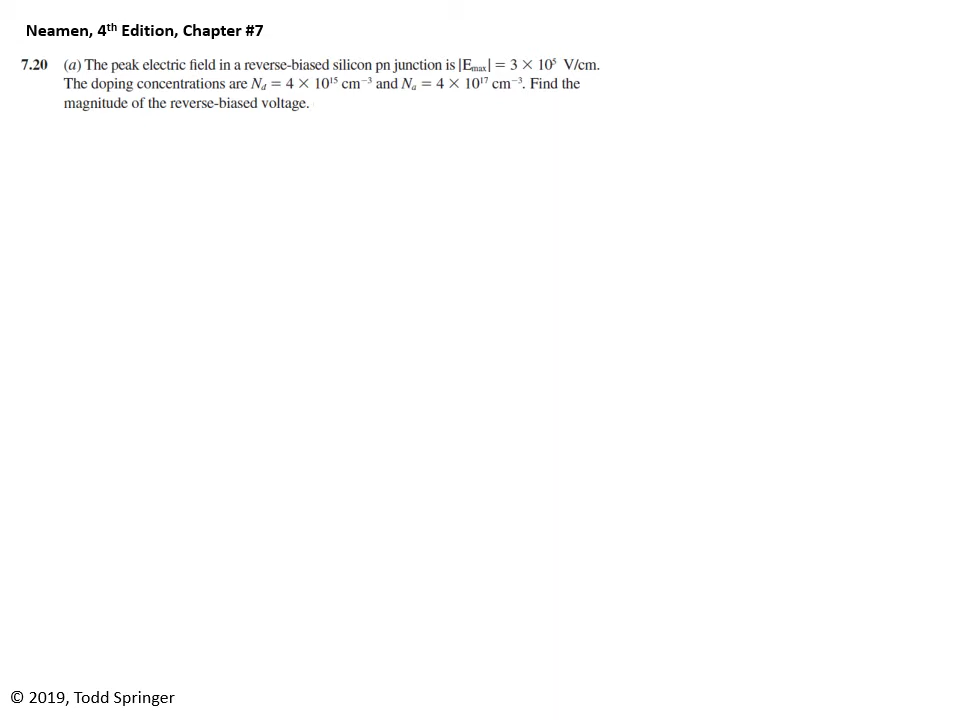 Neamen, 4th Edition, Chapter #7
7.20 (a) The peak electric field in a reverse-biased silicon pn junction is |Emax| = 3 × 10⁵ V/cm.
The doping concentrations are Nd = 4 × 10¹⁵ cm⁻³ and Na = 4 × 10¹⁷ cm⁻³. Find the
magnitude of the reverse-biased voltage.
© 2019, Todd Springer